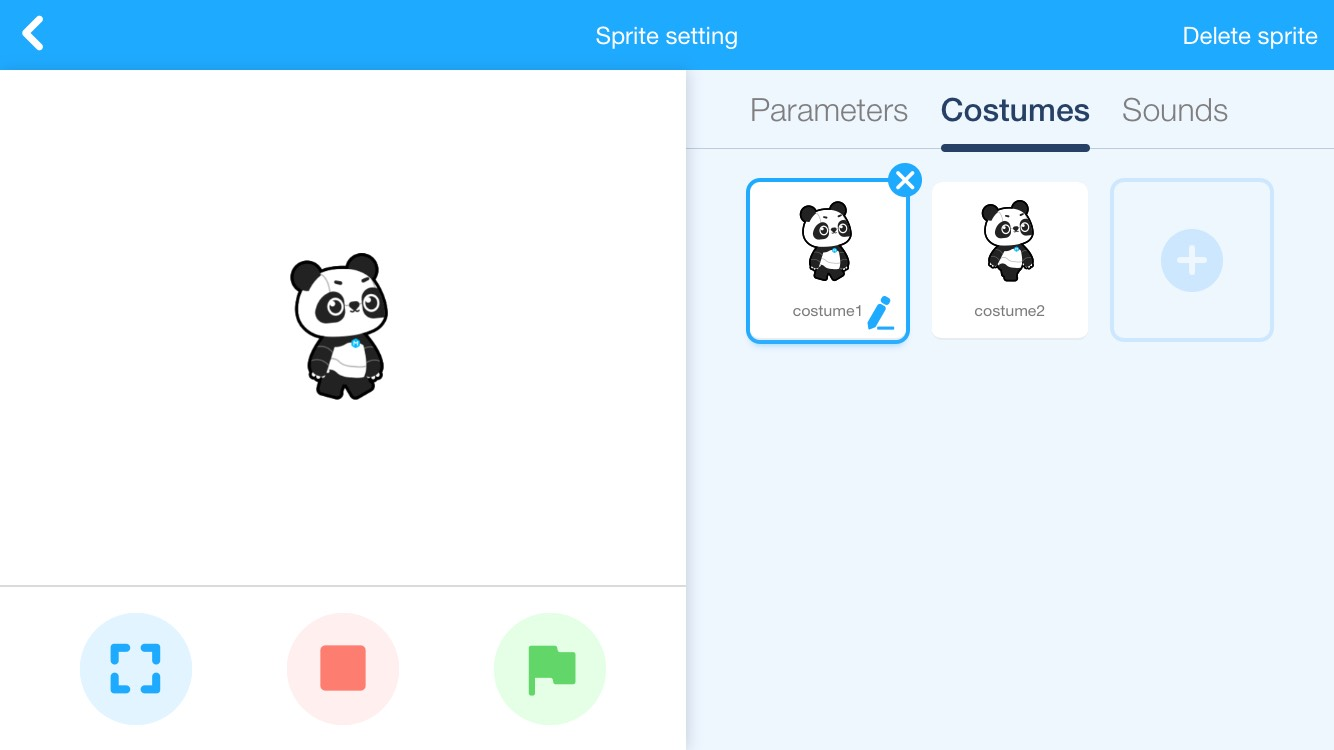 Sprite setting
Delete sprite
Parameters
Costumes
Sounds
costume1
costume2